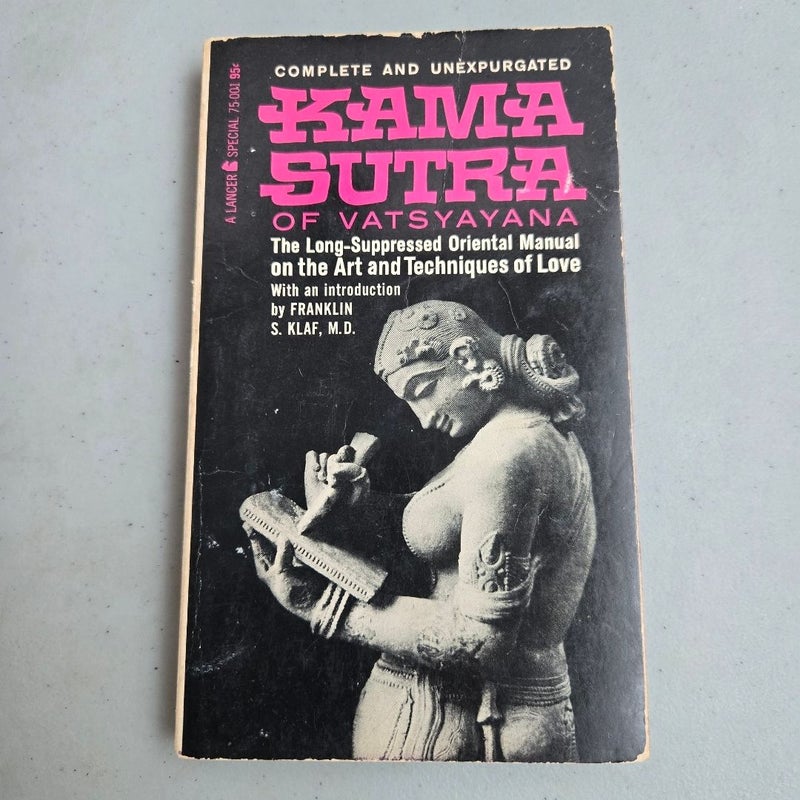 A LANCER SPECIAL 75-001 95¢
COMPLETE AND UNEXPURGATED
KAMA
SUTRA
OF VATSYAYANA
The Long-Suppressed Oriental Manual
on the Art and Techniques of Love
With an introduction
by FRANKLIN
S. KLAF, M.D.